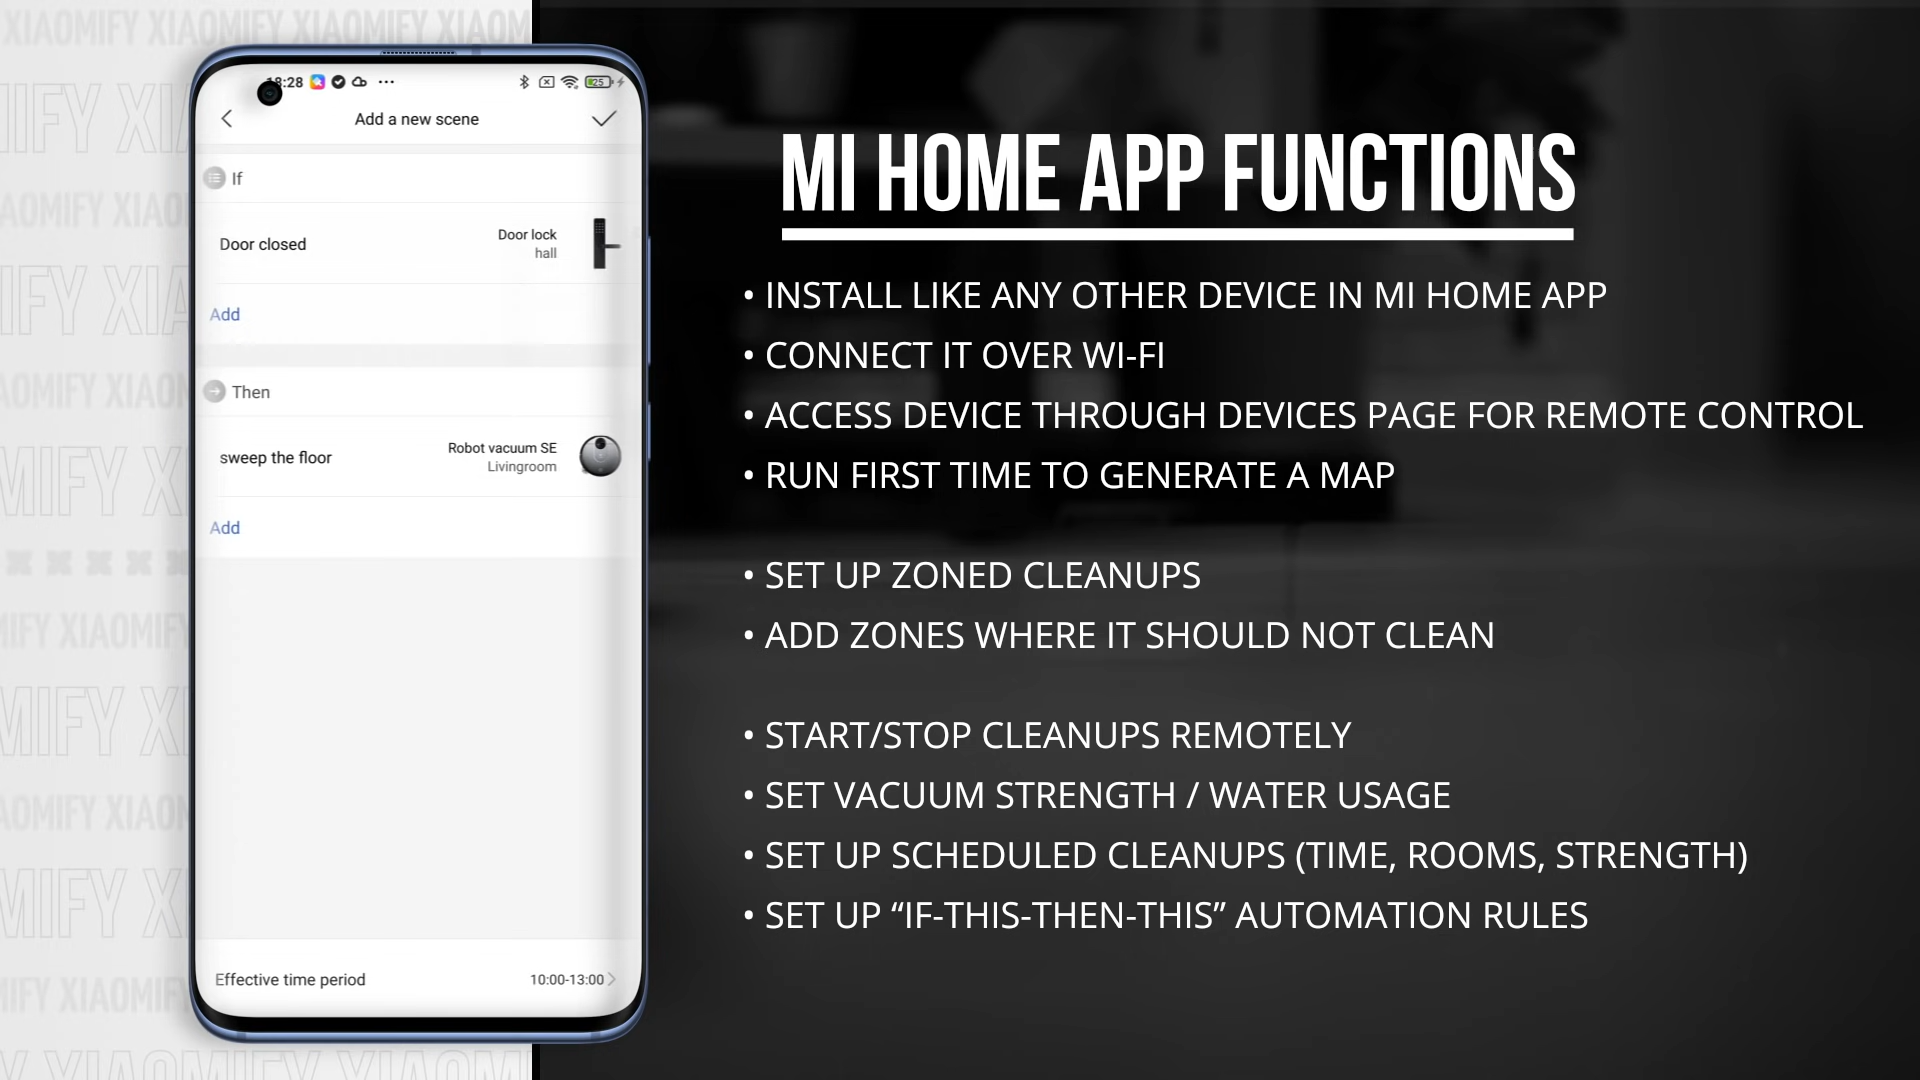 XIAOMIFY XIAOMIFY XIAOM
18:28
25
Add a new scene
If
Door closed
Door lock
hall
Add
Then
sweep the floor
Robot vacuum SE
Livingroom
Add
Effective time period
10:00-13:00
MI HOME APP FUNCTIONS
• INSTALL LIKE ANY OTHER DEVICE IN MI HOME APP
• CONNECT IT OVER WI-FI
• ACCESS DEVICE THROUGH DEVICES PAGE FOR REMOTE CONTROL
• RUN FIRST TIME TO GENERATE A MAP
• SET UP ZONED CLEANUPS
• ADD ZONES WHERE IT SHOULD NOT CLEAN
• START/STOP CLEANUPS REMOTELY
• SET VACUUM STRENGTH / WATER USAGE
• SET UP SCHEDULED CLEANUPS (TIME, ROOMS, STRENGTH)
• SET UP “IF-THIS-THEN-THIS” AUTOMATION RULES